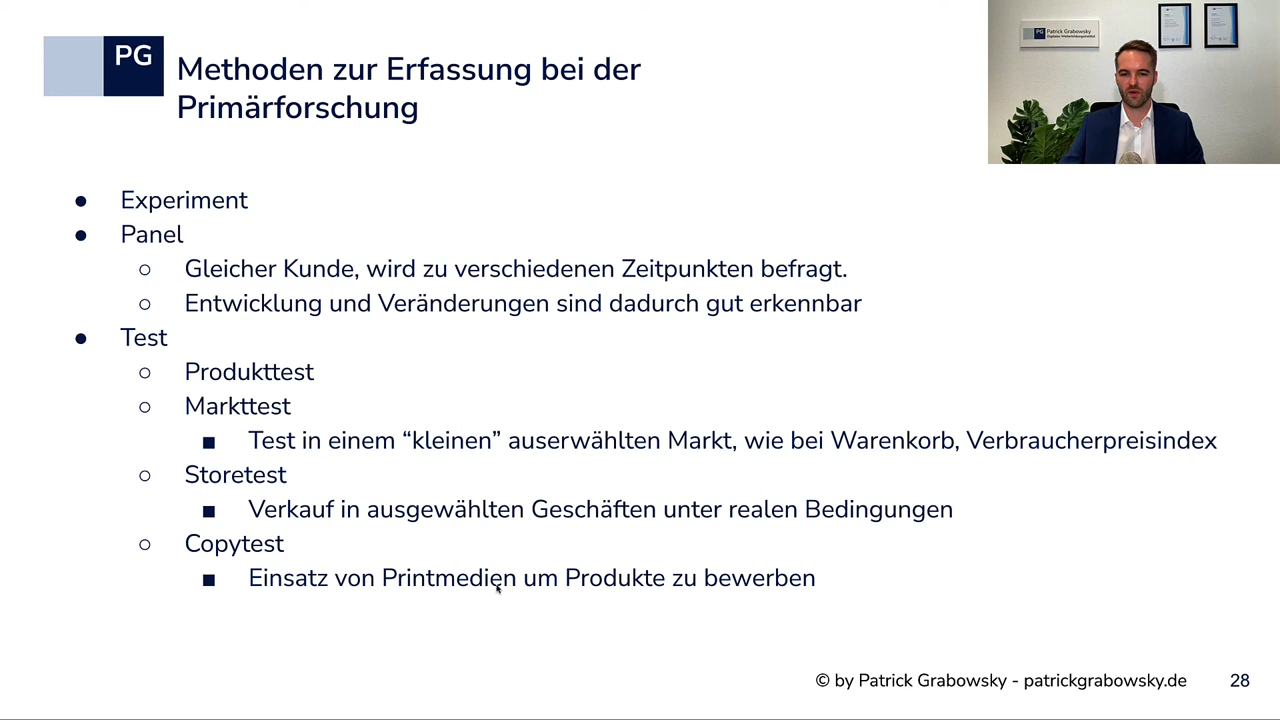 PG
Methoden zur Erfassung bei der
Primärforschung
PG
Patrick Grabowsky
● Experiment
● Panel
○ Gleicher Kunde, wird zu verschiedenen Zeitpunkten befragt.
○ Entwicklung und Veränderungen sind dadurch gut erkennbar
● Test
○ Produkttest
○ Markttest
■ Test in einem “kleinen” auserwählten Markt, wie bei Warenkorb, Verbraucherpreisindex
○ Storetest
■ Verkauf in ausgewählten Geschäften unter realen Bedingungen
○ Copytest
■ Einsatz von Printmedien um Produkte zu bewerben
© by Patrick Grabowsky - patrickgrabowsky.de 28